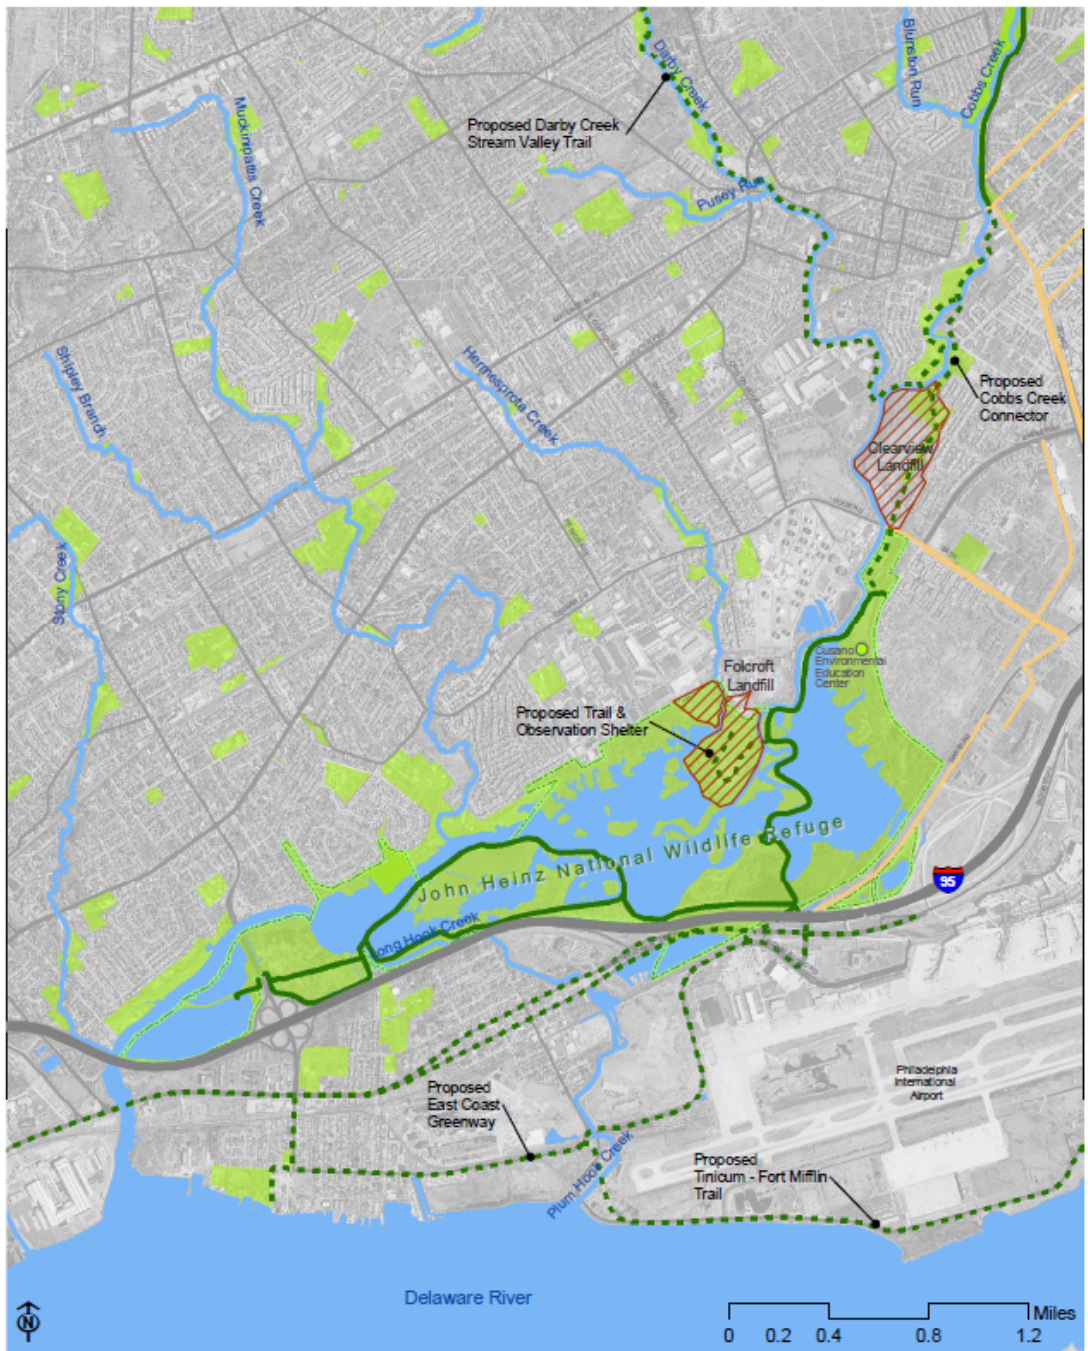 Darby Creek
Blunston Run
Cobbs Creek
Muckinipattis Creek
Proposed Darby Creek
Stream Valley Trail
Pusey Run
Shipley Branch
Hermesprota Creek
Proposed
Cobbs Creek
Connector
Clearview
Landfill
Stony Creek
Cusano
Environmental
Education
Center
Folcroft
Landfill
Proposed Trail &
Observation Shelter
John Heinz National Wildlife Refuge
95
Long Hook Creek
Philadelphia
International
Airport
Proposed
East Coast
Greenway
Plum Hook Creek
Proposed
Tinicum - Fort Mifflin
Trail
Delaware River
N
Miles
0 0.2 0.4 0.8 1.2